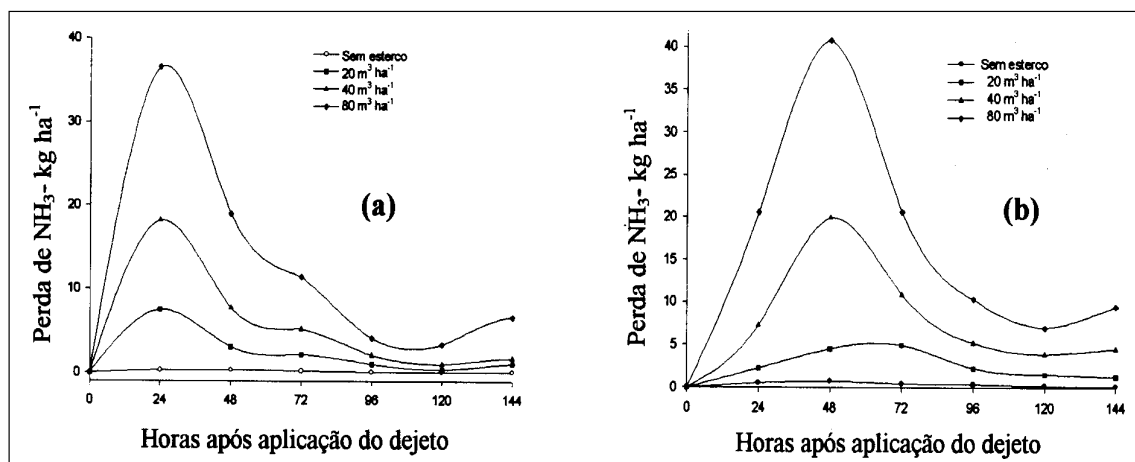 40
30
20
10
0
Perda de NH₃- kg ha⁻¹
Sem esterco
20 m³ ha⁻¹
40 m³ ha⁻¹
80 m³ ha⁻¹
(a)
0 24 48 72 96 120 144
Horas após aplicação do dejeto
40
35
30
25
20
15
10
5
0
Perda de NH₃- kg ha⁻¹
Sem esterco
20 m³ ha⁻¹
40 m³ ha⁻¹
80 m³ ha⁻¹
(b)
0 24 48 72 96 120 144
Horas após aplicação do dejeto